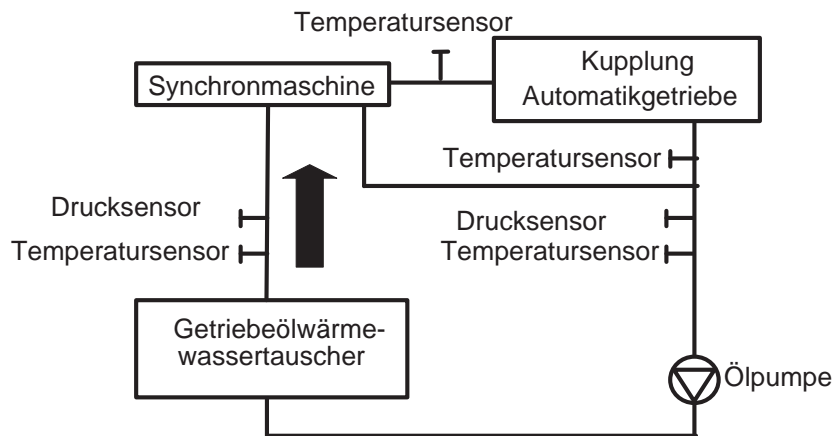 Temperatursensor
Kupplung
Automatikgetriebe
Synchronmaschine
Temperatursensor
Drucksensor
Temperatursensor
Drucksensor
Temperatursensor
Getriebeölwärme-
wassertauscher
Ölpumpe